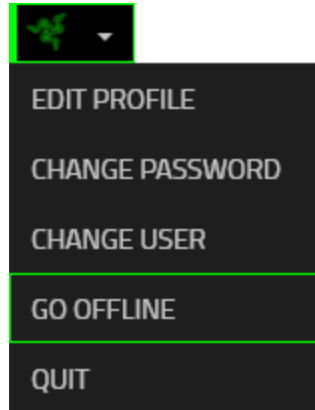 EDIT PROFILE
CHANGE PASSWORD
CHANGE USER
GO OFFLINE
QUIT